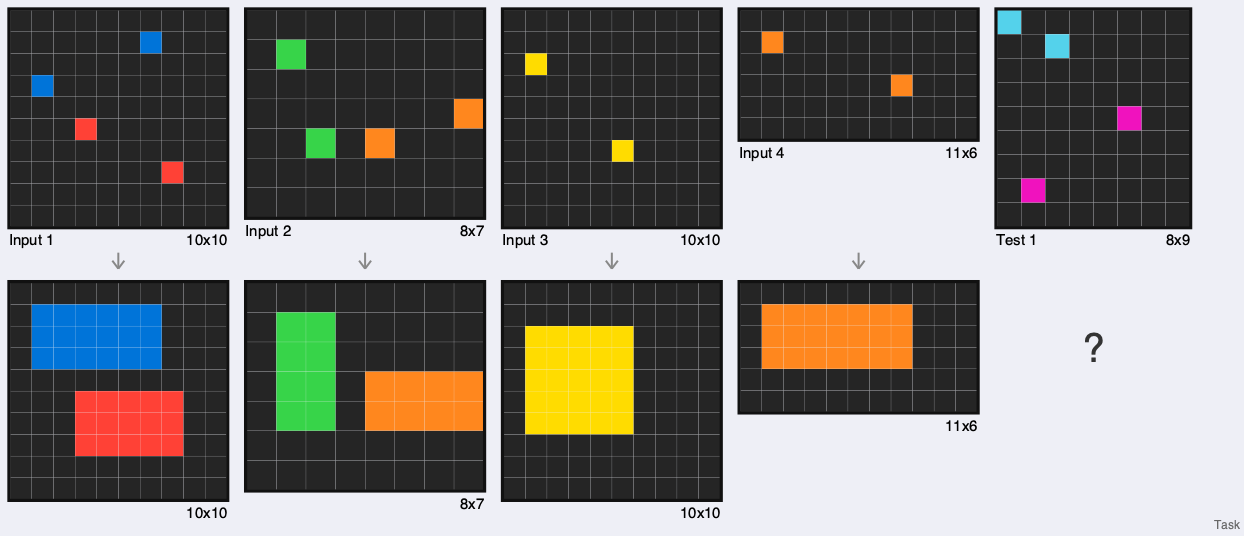 Input 1 10x10
Input 2 8x7
Input 3 10x10
Input 4 11x6
Test 1 8x9
?
10x10
8x7
10x10
11x6
Task